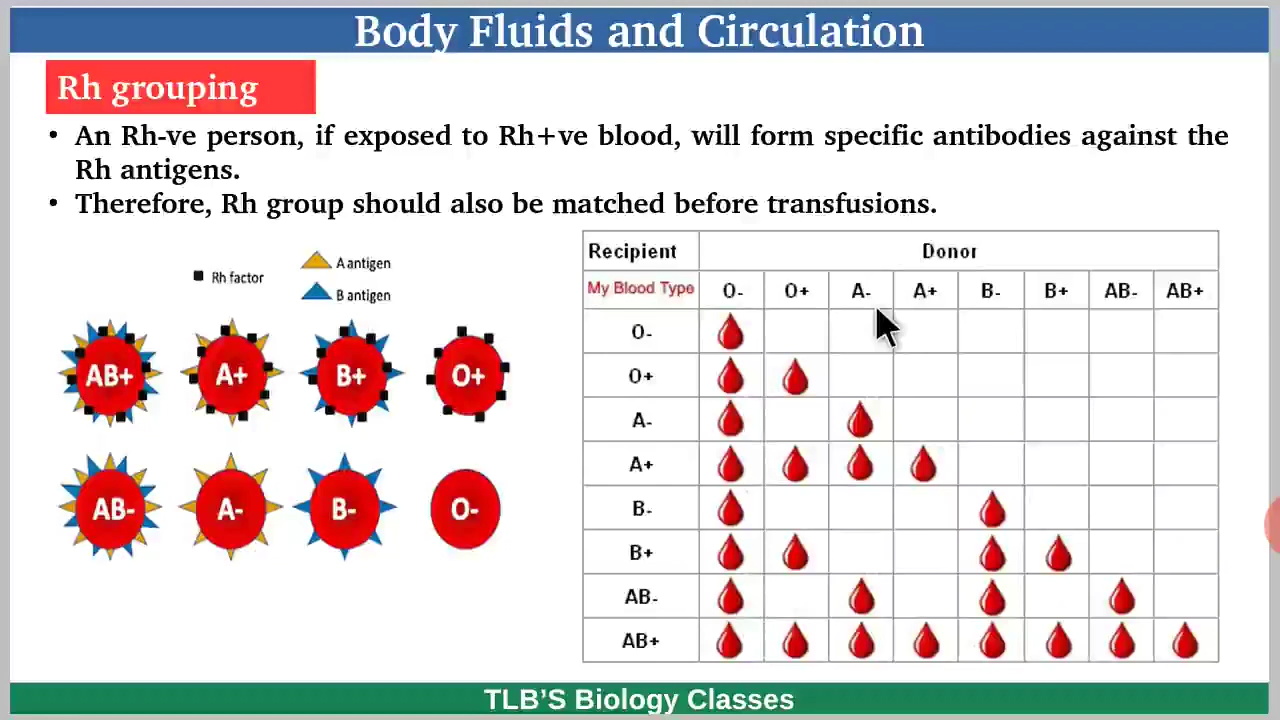 Body Fluids and Circulation
Rh grouping
• An Rh-ve person, if exposed to Rh+ve blood, will form specific antibodies against the
Rh antigens.
• Therefore, Rh group should also be matched before transfusions.
Rh factor
A antigen
B antigen
AB+ A+ B+ O+
AB- A- B- O-
Recipient Donor
My Blood Type O- O+ A- A+ B- B+ AB- AB+
O-
O+
A-
A+
B-
B+
AB-
AB+
TLB'S Biology Classes